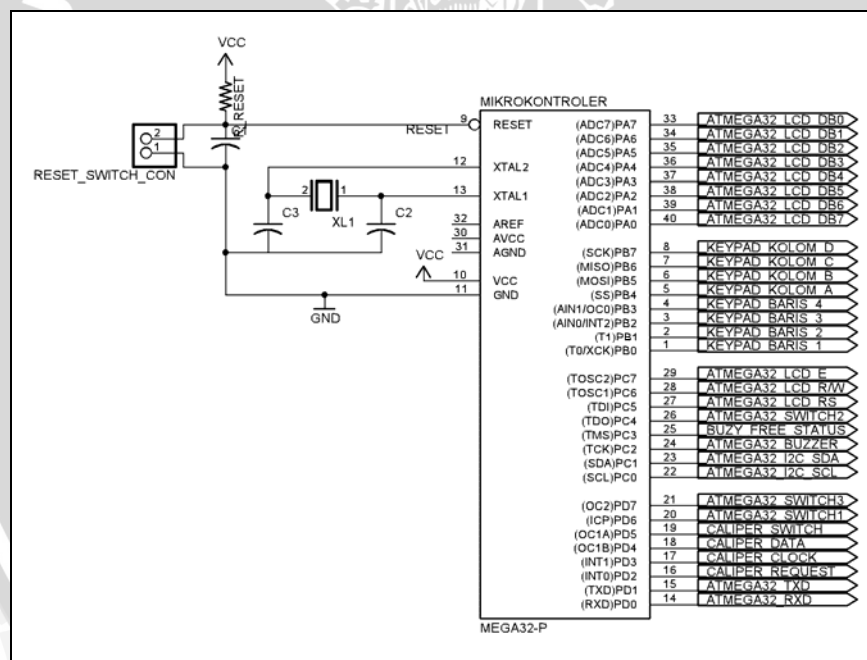 VCC
R_RESET
2
1
RESET_SWITCH_CON
RESET
C3
2
1
XL1
C2
VCC
GND
MIKROKONTROLER
9 RESET (ADC7)PA7 33 ATMEGA32_LCD_DB0
(ADC6)PA6 34 ATMEGA32_LCD_DB1
(ADC5)PA5 35 ATMEGA32_LCD_DB2
12 XTAL2 (ADC4)PA4 36 ATMEGA32_LCD_DB3
(ADC3)PA3 37 ATMEGA32_LCD_DB4
13 XTAL1 (ADC2)PA2 38 ATMEGA32_LCD_DB5
(ADC1)PA1 39 ATMEGA32_LCD_DB6
32 AREF (ADC0)PA0 40 ATMEGA32_LCD_DB7
30 AVCC
31 AGND (SCK)PB7 8 KEYPAD_KOLOM_D
(MISO)PB6 7 KEYPAD_KOLOM_C
10 VCC (MOSI)PB5 6 KEYPAD_KOLOM_B
11 GND (SS)PB4 5 KEYPAD_KOLOM_A
(AIN1/OC0)PB3 4 KEYPAD_BARIS_4
(AIN0/INT2)PB2 3 KEYPAD_BARIS_3
(T1)PB1 2 KEYPAD_BARIS_2
(T0/XCK)PB0 1 KEYPAD_BARIS_1
(TOSC2)PC7 29 ATMEGA32_LCD_E
(TOSC1)PC6 28 ATMEGA32_LCD_R/W
(TDI)PC5 27 ATMEGA32_LCD_RS
(TDO)PC4 26 ATMEGA32_SWITCH2
(TMS)PC3 25 BUZY_FREE_STATUS
(TCK)PC2 24 ATMEGA32_BUZZER
(SDA)PC1 23 ATMEGA32_I2C_SDA
(SCL)PC0 22 ATMEGA32_I2C_SCL
(OC2)PD7 21 ATMEGA32_SWITCH3
(ICP)PD6 20 ATMEGA32_SWITCH1
(OC1A)PD5 19 CALIPER_SWITCH
(OC1B)PD4 18 CALIPER_DATA
(INT1)PD3 17 CALIPER_CLOCK
(INT0)PD2 16 CALIPER_REQUEST
(TXD)PD1 15 ATMEGA32_TXD
(RXD)PD0 14 ATMEGA32_RXD
MEGA32-P